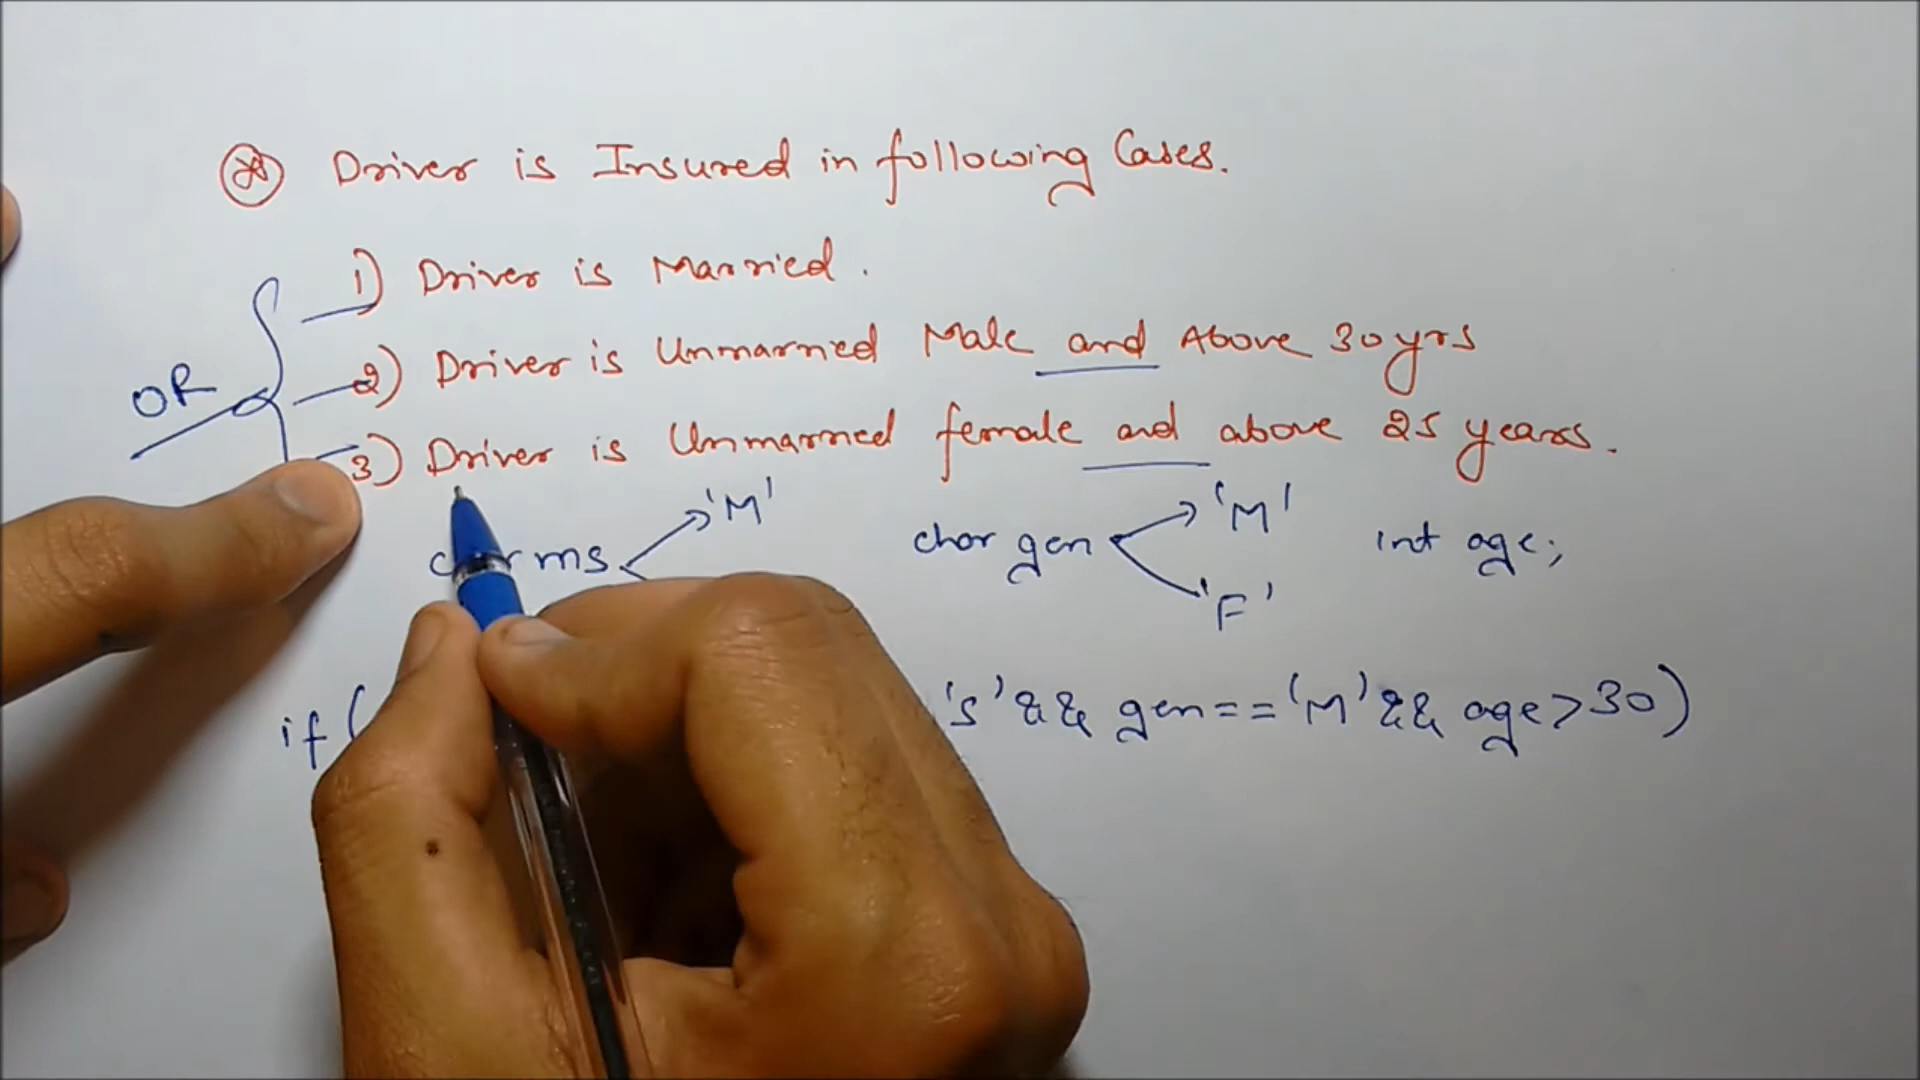 Driver is Insured in following Cases.
1) Driver is Married.
2) Driver is Unmarried Male and Above 30 yrs
OR
3) Driver is Unmarried female and above 25 years.
ms 'M' char gen 'M' 'F' int age;
if ( 's' && gen=='M' && age>30)